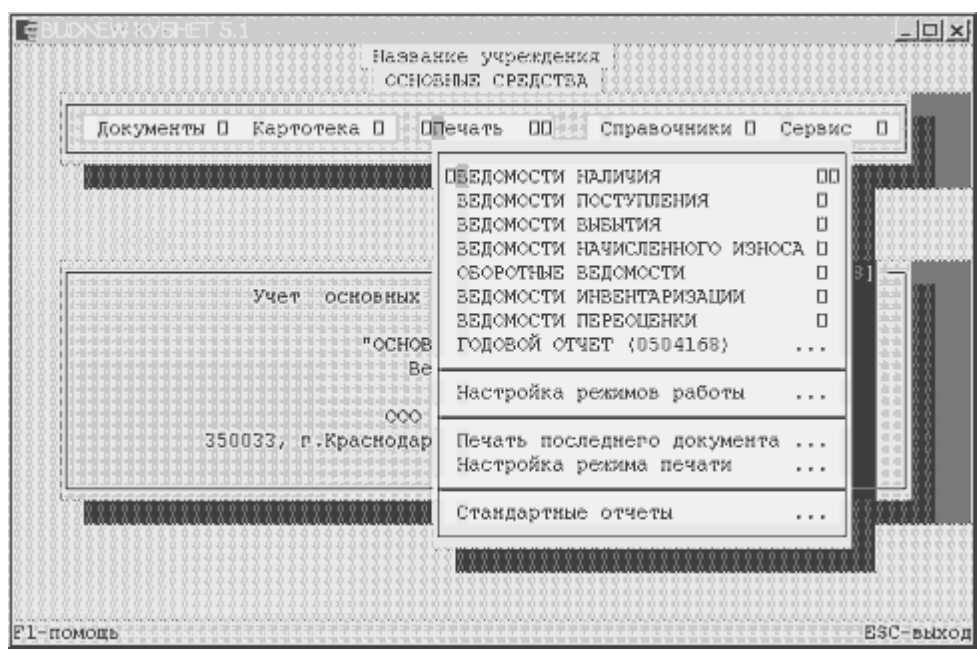 BUDNEW КУБНЕТ 5.1
Название учреждения
ОСНОВНЫЕ СРЕДСТВА
Документы Картотека Печать Справочники Сервис
ВЕДОМОСТИ НАЛИЧИЯ
ВЕДОМОСТИ ПОСТУПЛЕНИЯ
ВЕДОМОСТИ ВЫБЫТИЯ
ВЕДОМОСТИ НАЧИСЛЕННОГО ИЗНОСА
ОБОРОТНЫЕ ВЕДОМОСТИ
ВЕДОМОСТИ ИНВЕНТАРИЗАЦИИ
ВЕДОМОСТИ ПЕРЕОЦЕНКИ
ГОДОВОЙ ОТЧЕТ (0504168) ...
Настройка режимов работы ...
Печать последнего документа ...
Настройка режима печати ...
Стандартные отчеты ...
Учет основных
"ОСНОВ
Ве
ООО
350033, г.Краснодар
F1-помощь ESC-выход